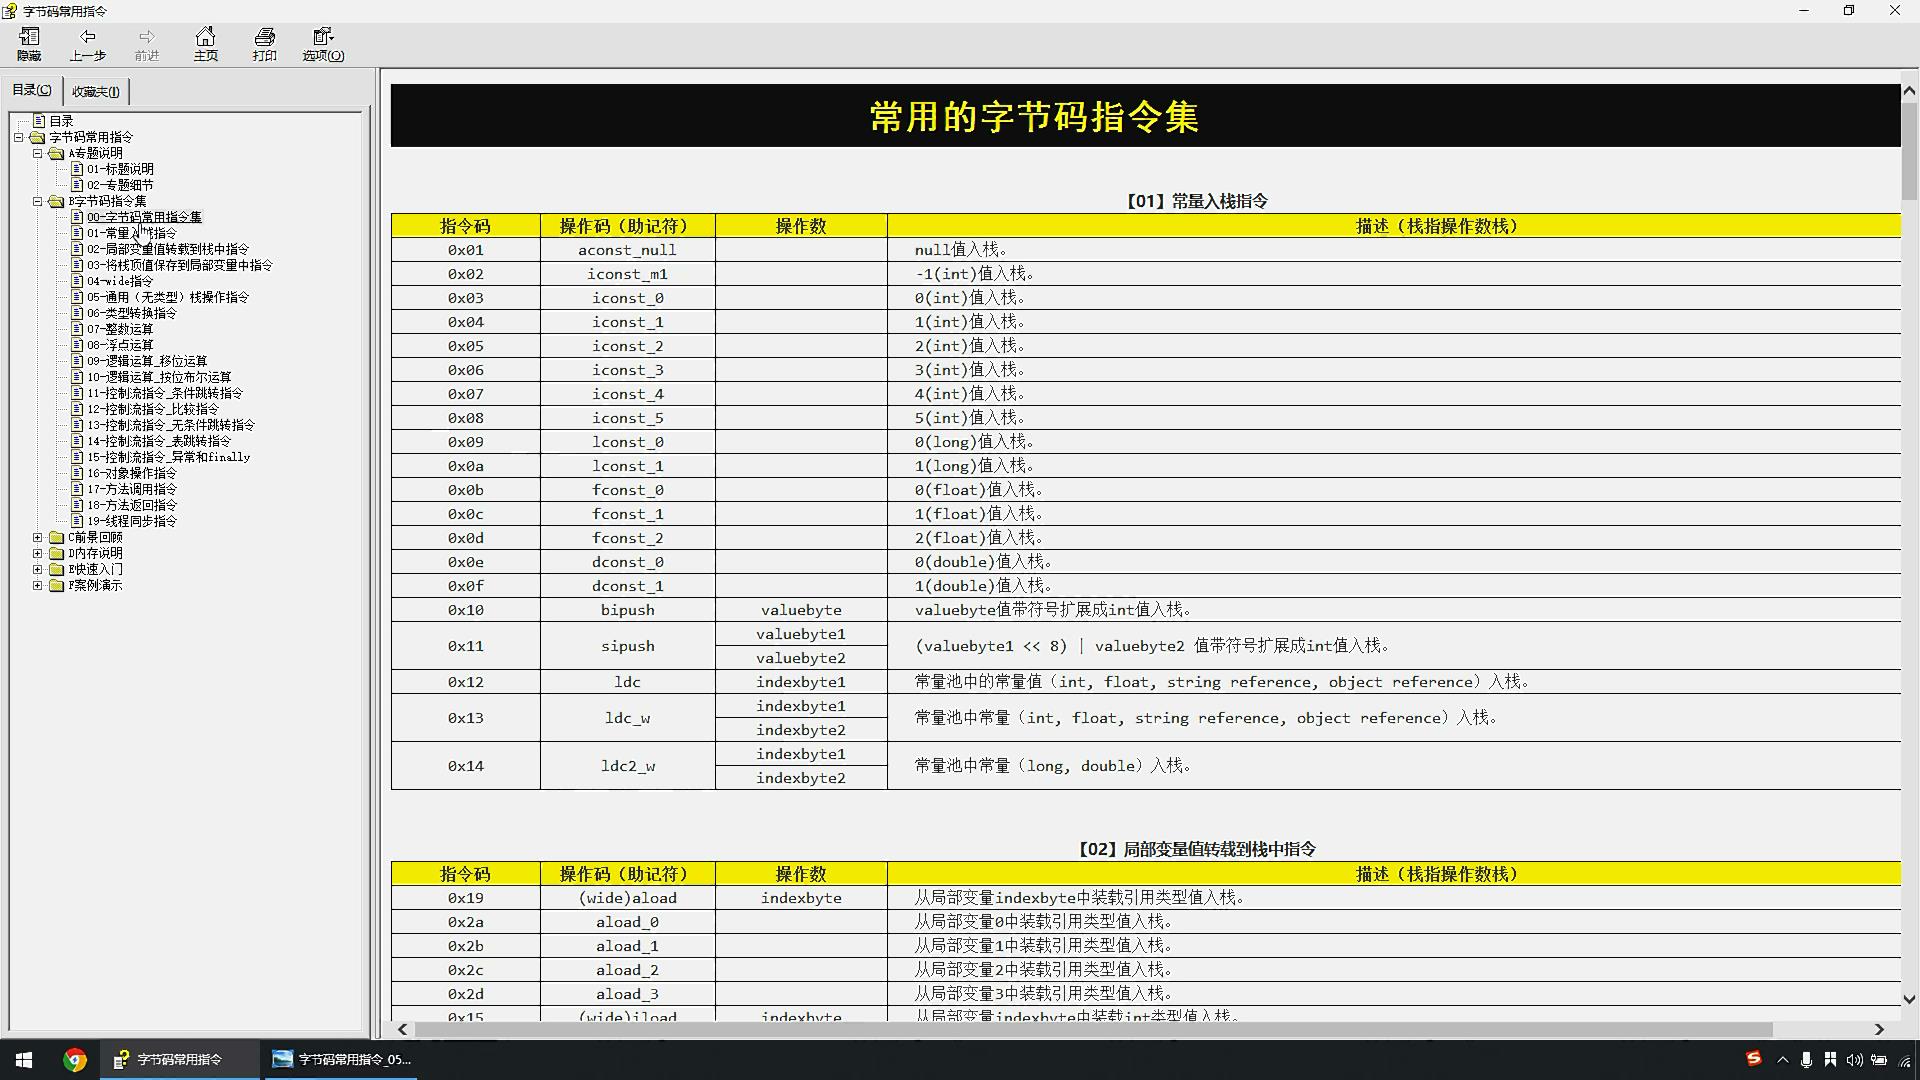 字节码常用指令
隐藏 上一步 前进 主页 打印 选项(O)
目录(C) 收藏夹(I)
目录
字节码常用指令
A专题说明
01-标题说明
02-专题细节
B字节码指令集
00-字节码常用指令集
01-常量入栈指令
02-局部变量值转载到栈中指令
03-将栈顶值保存到局部变量中指令
04-wide指令
05-通用（无类型）栈操作指令
06-类型转换指令
07-整数运算
08-浮点运算
09-逻辑运算_移位运算
10-逻辑运算_按位布尔运算
11-控制流指令_条件跳转指令
12-控制流指令_比较指令
13-控制流指令_无条件跳转指令
14-控制流指令_表跳转指令
15-控制流指令_异常和finally
16-对象操作指令
17-方法调用指令
18-方法返回指令
19-线程同步指令
C前景回顾
D内存说明
E快速入门
F案例演示
常用的字节码指令集
【01】常量入栈指令
指令码 操作码（助记符） 操作数 描述（栈指操作数栈）
0x01 aconst_null null值入栈。
0x02 iconst_m1 -1(int)值入栈。
0x03 iconst_0 0(int)值入栈。
0x04 iconst_1 1(int)值入栈。
0x05 iconst_2 2(int)值入栈。
0x06 iconst_3 3(int)值入栈。
0x07 iconst_4 4(int)值入栈。
0x08 iconst_5 5(int)值入栈。
0x09 lconst_0 0(long)值入栈。
0x0a lconst_1 1(long)值入栈。
0x0b fconst_0 0(float)值入栈。
0x0c fconst_1 1(float)值入栈。
0x0d fconst_2 2(float)值入栈。
0x0e dconst_0 0(double)值入栈。
0x0f dconst_1 1(double)值入栈。
0x10 bipush valuebyte valuebyte值带符号扩展成int值入栈。
0x11 sipush valuebyte1 (valuebyte1 << 8) | valuebyte2 值带符号扩展成int值入栈。
valuebyte2
0x12 ldc indexbyte1 常量池中的常量值（int, float, string reference, object reference）入栈。
0x13 ldc_w indexbyte1 常量池中常量（int, float, string reference, object reference）入栈。
indexbyte2
0x14 ldc2_w indexbyte1 常量池中常量（long, double）入栈。
indexbyte2
【02】局部变量值转载到栈中指令
指令码 操作码（助记符） 操作数 描述（栈指操作数栈）
0x19 (wide)aload indexbyte 从局部变量indexbyte中装载引用类型值入栈。
0x2a aload_0 从局部变量0中装载引用类型值入栈。
0x2b aload_1 从局部变量1中装载引用类型值入栈。
0x2c aload_2 从局部变量2中装载引用类型值入栈。
0x2d aload_3 从局部变量3中装载引用类型值入栈。
0x15 (wide)iload indexbyte 从局部变量indexbyte中装载int类型值入栈。
字节码常用指令 字节码常用指令_05...